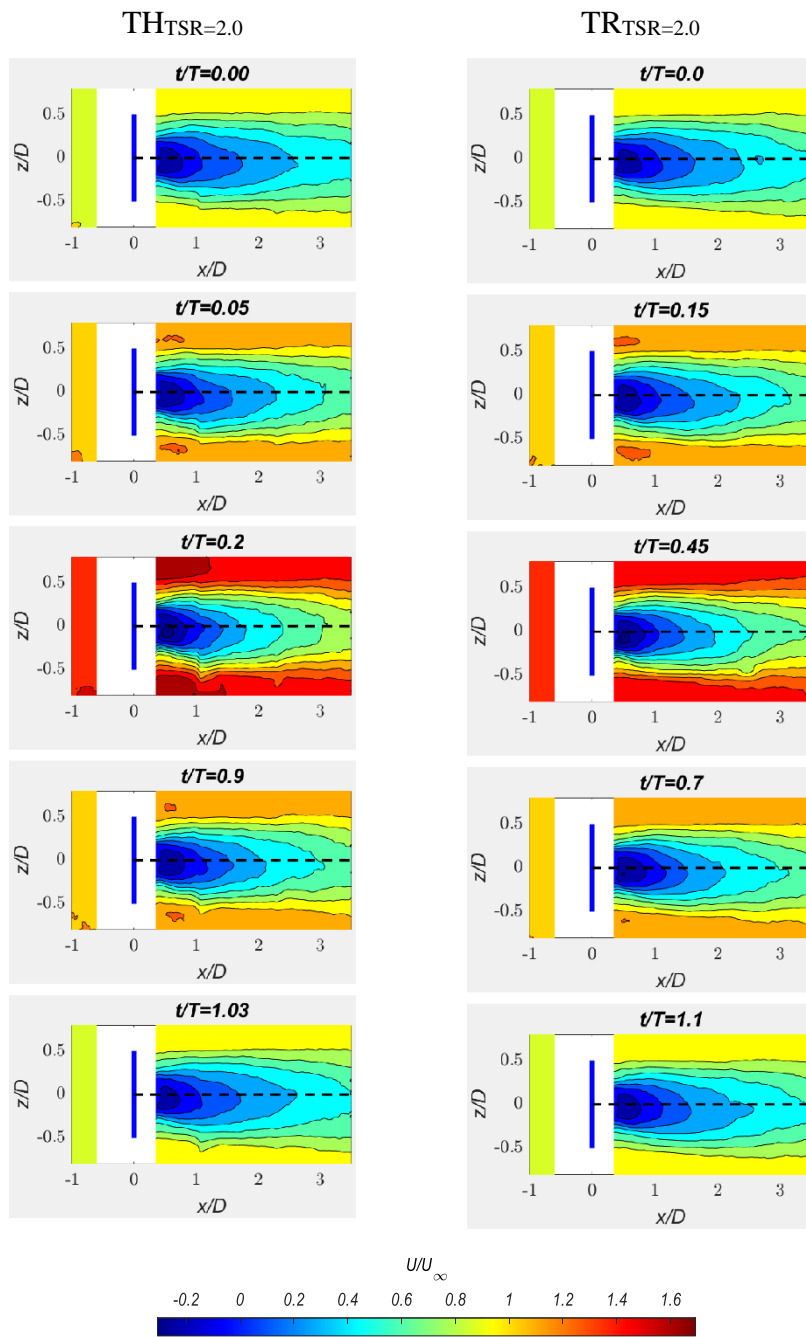 TH_TSR=2.0
TR_TSR=2.0
t/T=0.00
z/D
0.5
0
-0.5
-1 0 1 2 3
x/D
t/T=0.0
z/D
0.5
0
-0.5
-1 0 1 2 3
x/D
t/T=0.05
z/D
0.5
0
-0.5
-1 0 1 2 3
x/D
t/T=0.15
z/D
0.5
0
-0.5
-1 0 1 2 3
x/D
t/T=0.2
z/D
0.5
0
-0.5
-1 0 1 2 3
x/D
t/T=0.45
z/D
0.5
0
-0.5
-1 0 1 2 3
x/D
t/T=0.9
z/D
0.5
0
-0.5
-1 0 1 2 3
x/D
t/T=0.7
z/D
0.5
0
-0.5
-1 0 1 2 3
x/D
t/T=1.03
z/D
0.5
0
-0.5
-1 0 1 2 3
x/D
t/T=1.1
z/D
0.5
0
-0.5
-1 0 1 2 3
x/D
U/U∞
-0.2 0 0.2 0.4 0.6 0.8 1 1.2 1.4 1.6